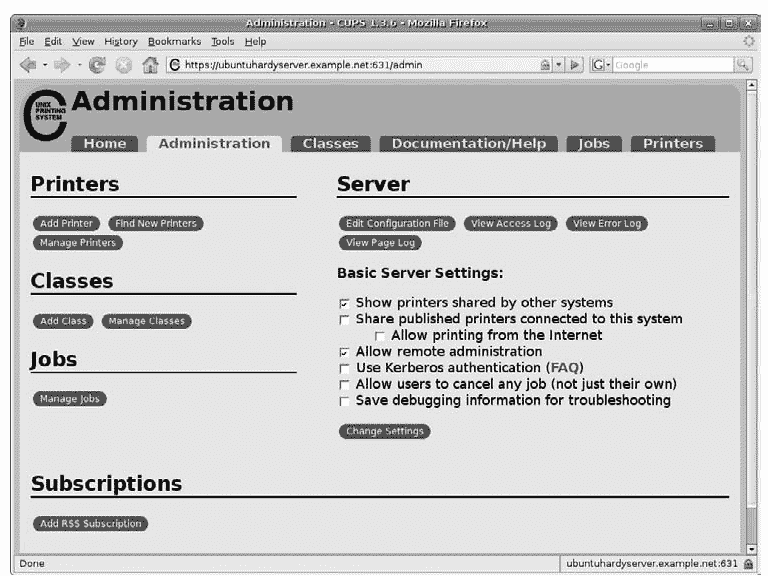 Administration - CUPS 1.3.6 - Mozilla Firefox
File Edit View History Bookmarks Tools Help
https://ubuntuhardyserver.example.net:631/admin
Google
UNIX
PRINTING
SYSTEM
Administration
Home Administration Classes Documentation/Help Jobs Printers
Printers
Add Printer Find New Printers
Manage Printers
Classes
Add Class Manage Classes
Jobs
Manage Jobs
Server
Edit Configuration File View Access Log View Error Log
View Page Log
Basic Server Settings:
Show printers shared by other systems
Share published printers connected to this system
Allow printing from the Internet
Allow remote administration
Use Kerberos authentication (FAQ)
Allow users to cancel any job (not just their own)
Save debugging information for troubleshooting
Change Settings
Subscriptions
Add RSS Subscription
Done
ubuntuhardyserver.example.net:631